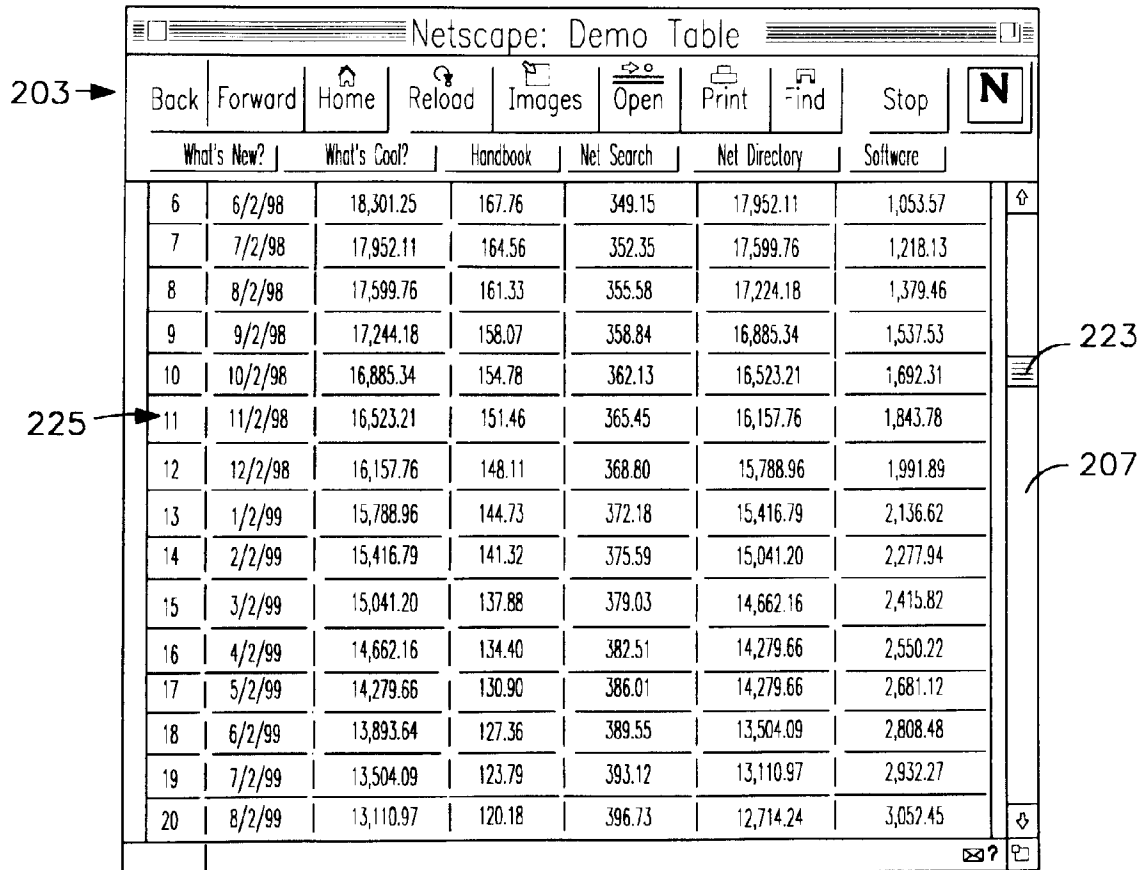 Netscape: Demo Table
203
Back Forward Home Reload Images Open Print Find Stop N
What's New? What's Cool? Handbook Net Search Net Directory Software
6 6/2/98 18,301.25 167.76 349.15 17,952.11 1,053.57
7 7/2/98 17,952.11 164.56 352.35 17,599.76 1,218.13
8 8/2/98 17,599.76 161.33 355.58 17,224.18 1,379.46
9 9/2/98 17,244.18 158.07 358.84 16,885.34 1,537.53
223
10 10/2/98 16,885.34 154.78 362.13 16,523.21 1,692.31
225
11 11/2/98 16,523.21 151.46 365.45 16,157.76 1,843.78
207
12 12/2/98 16,157.76 148.11 368.80 15,788.96 1,991.89
13 1/2/99 15,788.96 144.73 372.18 15,416.79 2,136.62
14 2/2/99 15,416.79 141.32 375.59 15,041.20 2,277.94
15 3/2/99 15,041.20 137.88 379.03 14,662.16 2,415.82
16 4/2/99 14,662.16 134.40 382.51 14,279.66 2,550.22
17 5/2/99 14,279.66 130.90 386.01 14,279.66 2,681.12
18 6/2/99 13,893.64 127.36 389.55 13,504.09 2,808.48
19 7/2/99 13,504.09 123.79 393.12 13,110.97 2,932.27
20 8/2/99 13,110.97 120.18 396.73 12,714.24 3,052.45
?